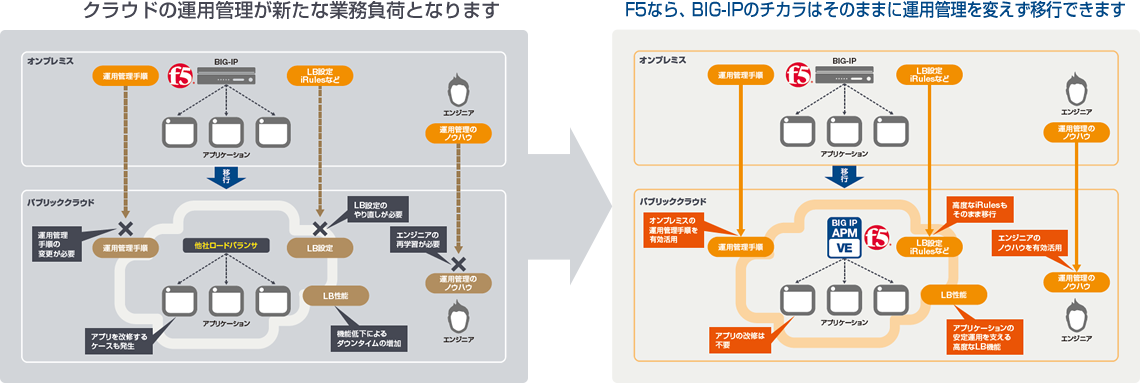 クラウドの運用管理が新たな業務負荷となります
オンプレミス
運用管理手順
f5
BIG-IP
LB設定
iRulesなど
エンジニア
運用管理の
ノウハウ
アプリケーション
移行
パブリッククラウド
運用管理
手順の
変更が必要
運用管理手順
他社ロードバランサ
LB設定の
やり直しが必要
LB設定
エンジニアの
再学習が必要
運用管理の
ノウハウ
LB性能
アプリケーション
アプリを改修する
ケースも発生
機能低下による
ダウンタイムの増加
エンジニア
F5なら、BIG-IPのチカラはそのままに運用管理を変えず移行できます
オンプレミス
運用管理手順
f5
BIG-IP
LB設定
iRulesなど
エンジニア
運用管理の
ノウハウ
アプリケーション
移行
パブリッククラウド
オンプレミスの
運用管理手順を
有効活用
運用管理手順
BIG IP
APM
VE
f5
高度なiRulesも
そのまま移行
LB設定
iRulesなど
エンジニアの
ノウハウを有効活用
運用管理の
ノウハウ
LB性能
アプリケーション
アプリの改修は
不要
アプリケーションの
安定運用を支える
高度なLB機能
エンジニア